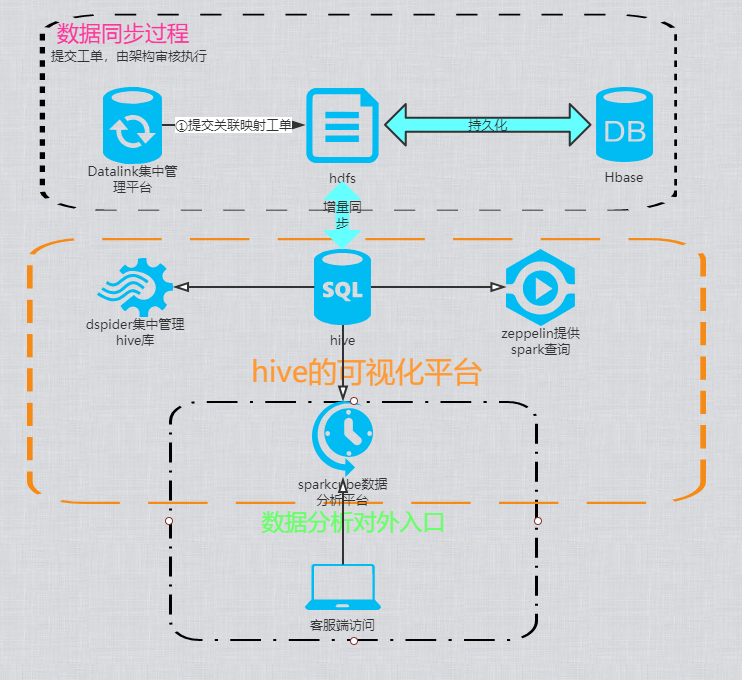 数据同步过程
提交工单，由架构审核执行
①提交关联映射工单
持久化
DB
Datalink集中管
理平台
hdfs
Hbase
增量同
步
SQL
dspider集中管理
hive库
hive
zeppelin提供
spark查询
hive的可视化平台
sparkcube数据
分析平台
数据分析对外入口
客服端访问